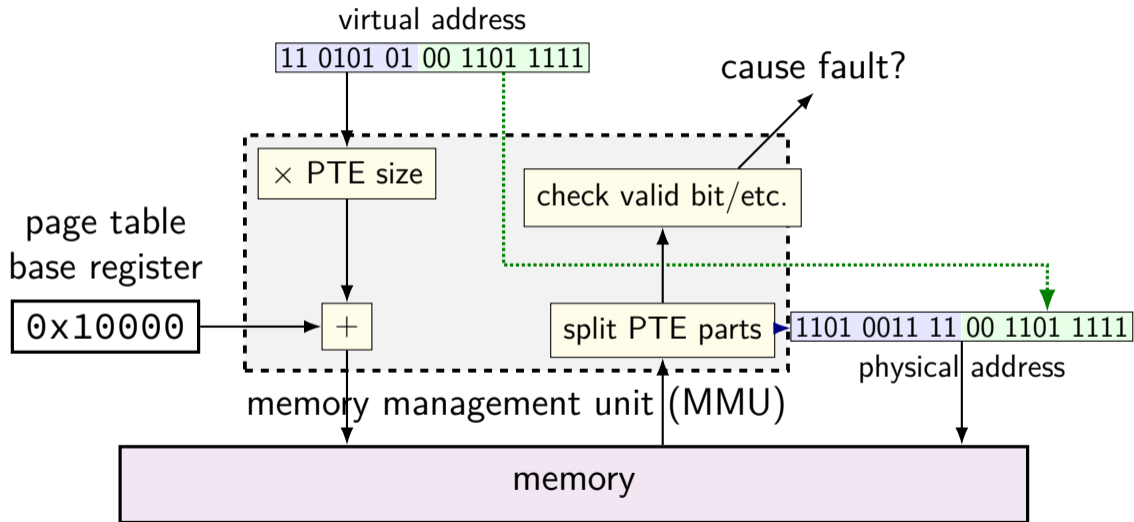 virtual address
11 0101 01 00 1101 1111
cause fault?
× PTE size
check valid bit/etc.
page table
base register
0x10000
+
split PTE parts
1101 0011 11 00 1101 1111
physical address
memory management unit (MMU)
memory